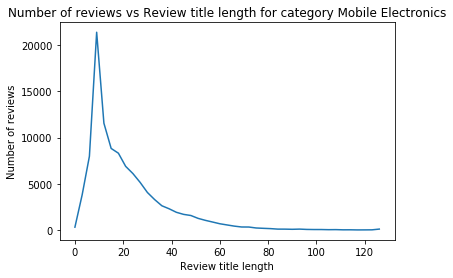 Number of reviews vs Review title length for category Mobile Electronics
Number of reviews
20000
15000
10000
5000
0
0 20 40 60 80 100 120
Review title length